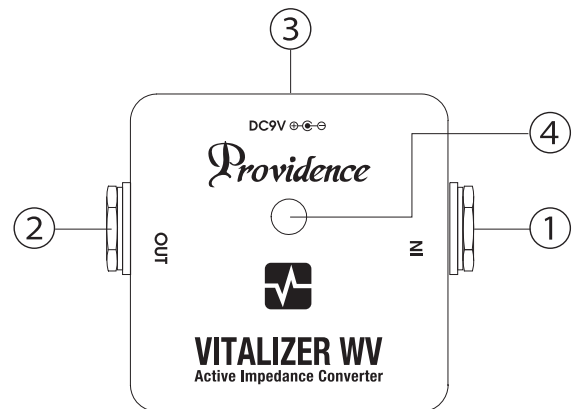 ③
DC9V ⊕-⦿-⊖
④
Providence
② OUT IN ①
VITALIZER WV
Active Impedance Converter